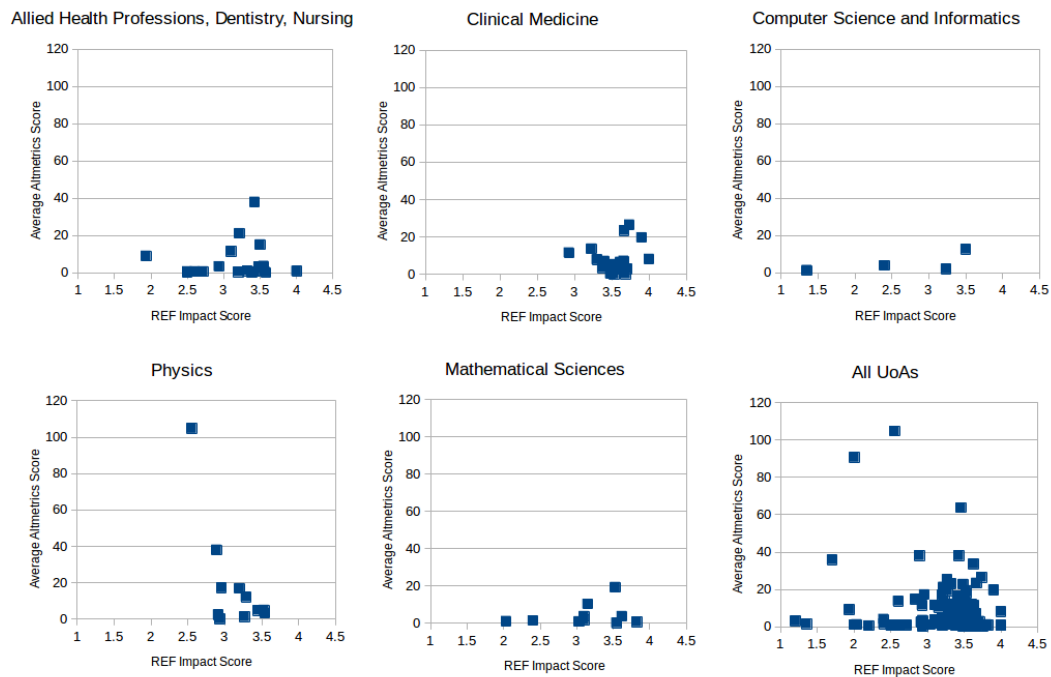 Allied Health Professions, Dentistry, Nursing
120
100
80
60
40
20
0
1 1.5 2 2.5 3 3.5 4 4.5
Average Altmetrics Score
REF Impact Score
Clinical Medicine
120
100
80
60
40
20
0
1 1.5 2 2.5 3 3.5 4 4.5
Average Altmetrics Score
REF Impact Score
Computer Science and Informatics
120
100
80
60
40
20
0
1 1.5 2 2.5 3 3.5 4 4.5
Average Altmetrics Score
REF Impact Score
Physics
120
100
80
60
40
20
0
1 1.5 2 2.5 3 3.5 4 4.5
Average Altmetrics Score
REF Impact Score
Mathematical Sciences
120
100
80
60
40
20
0
1 1.5 2 2.5 3 3.5 4 4.5
Average Altmetrics Score
REF Impact Score
All UoAs
120
100
80
60
40
20
0
1 1.5 2 2.5 3 3.5 4 4.5
Average Altmetrics Score
REF Impact Score